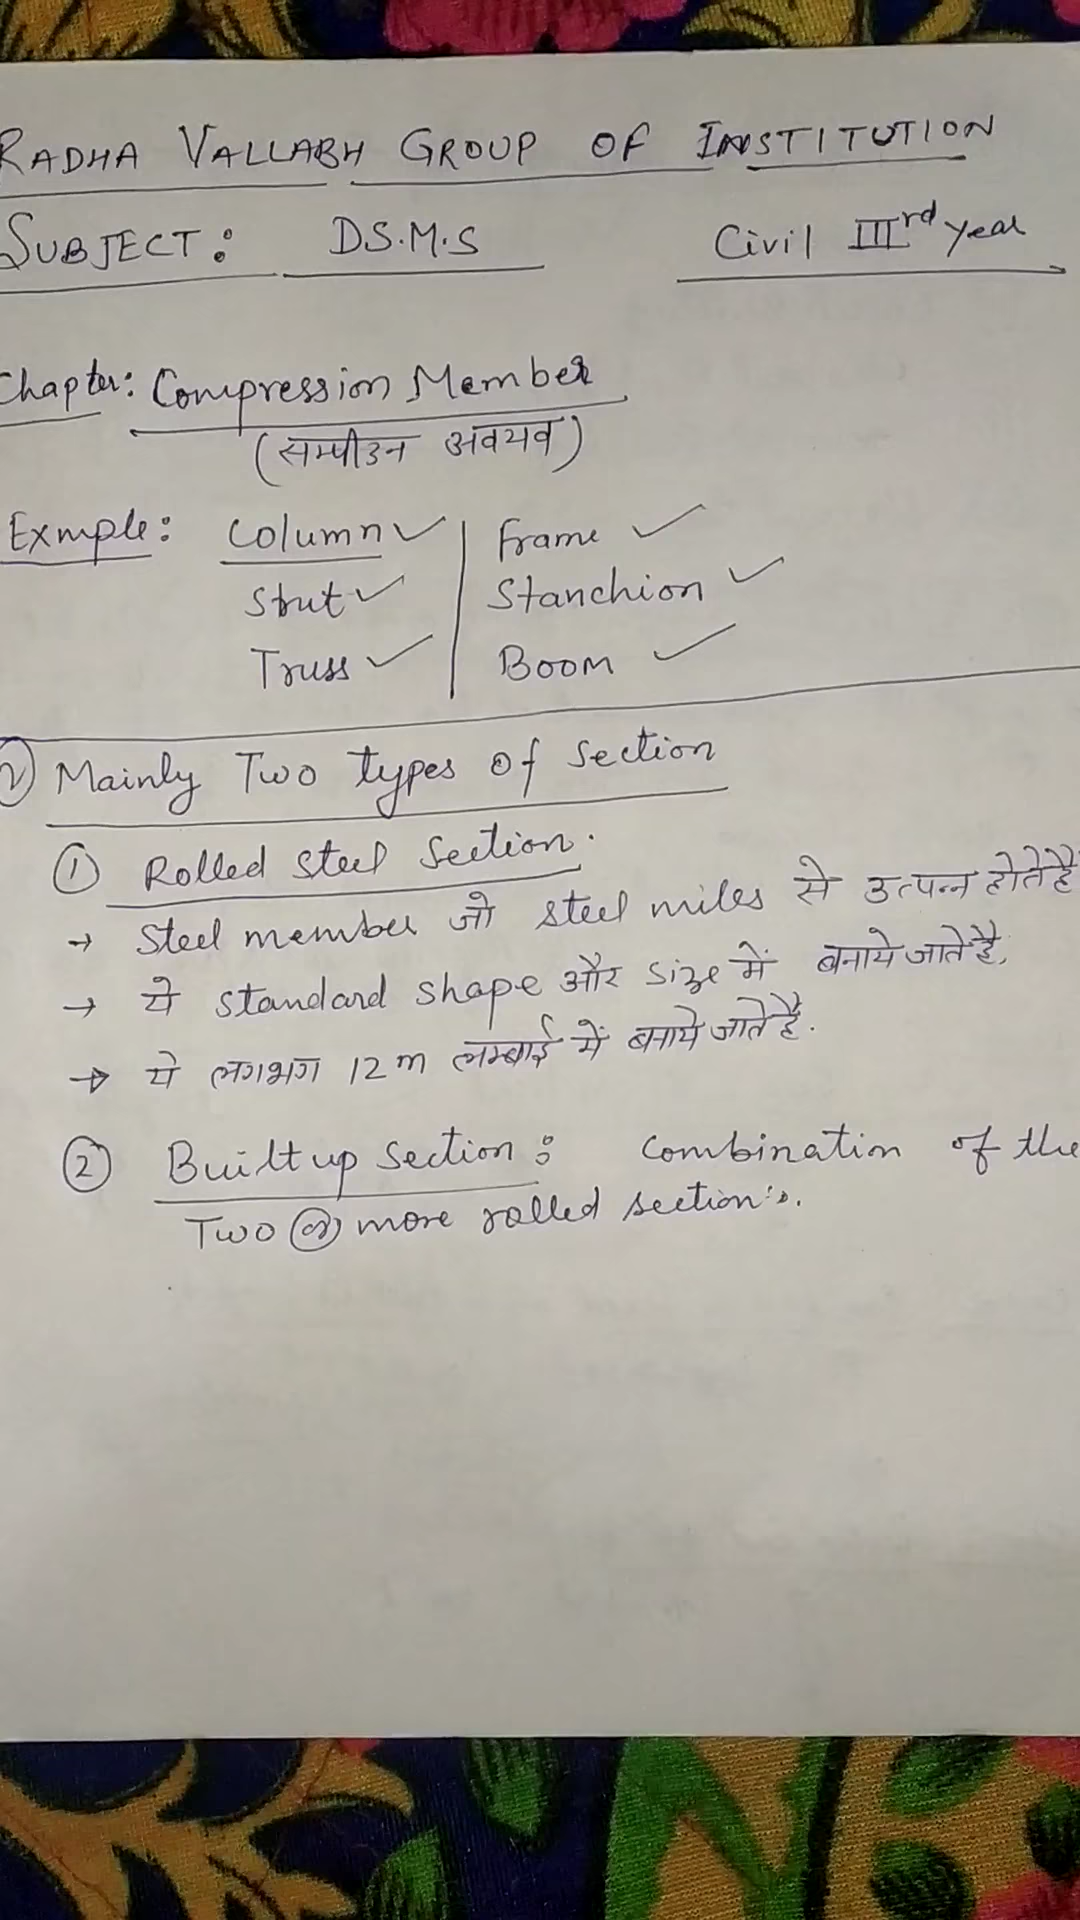 RADHA VALLABH GROUP OF INSTITUTION
SUBJECT: DS.M.S Civil IIIrd year
Chapter: Compression Member
(सम्पीडन अवयव)
Exmple: Column ✓ | Frame ✓
Strut ✓ | Stanchion ✓
Truss ✓ | Boom ✓
Mainly Two types of section
① Rolled steel section.
→ Steel member जो steel miles से उत्पन्न होते है
→ ये standard shape और size में बनाये जाते है,
→ ये लगभग 12m लम्बाई में बनाये जाते है.
② Built up section: combination of the
Two or more rolled section's.